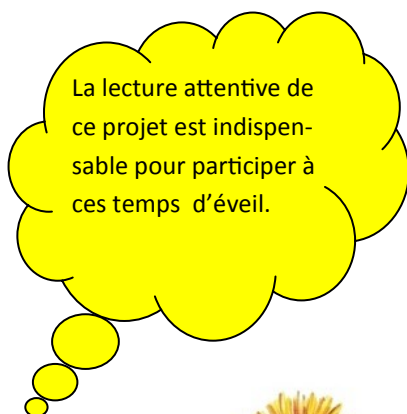 La lecture attentive de
ce projet est indispen-
sable pour participer à
ces temps  d'éveil.